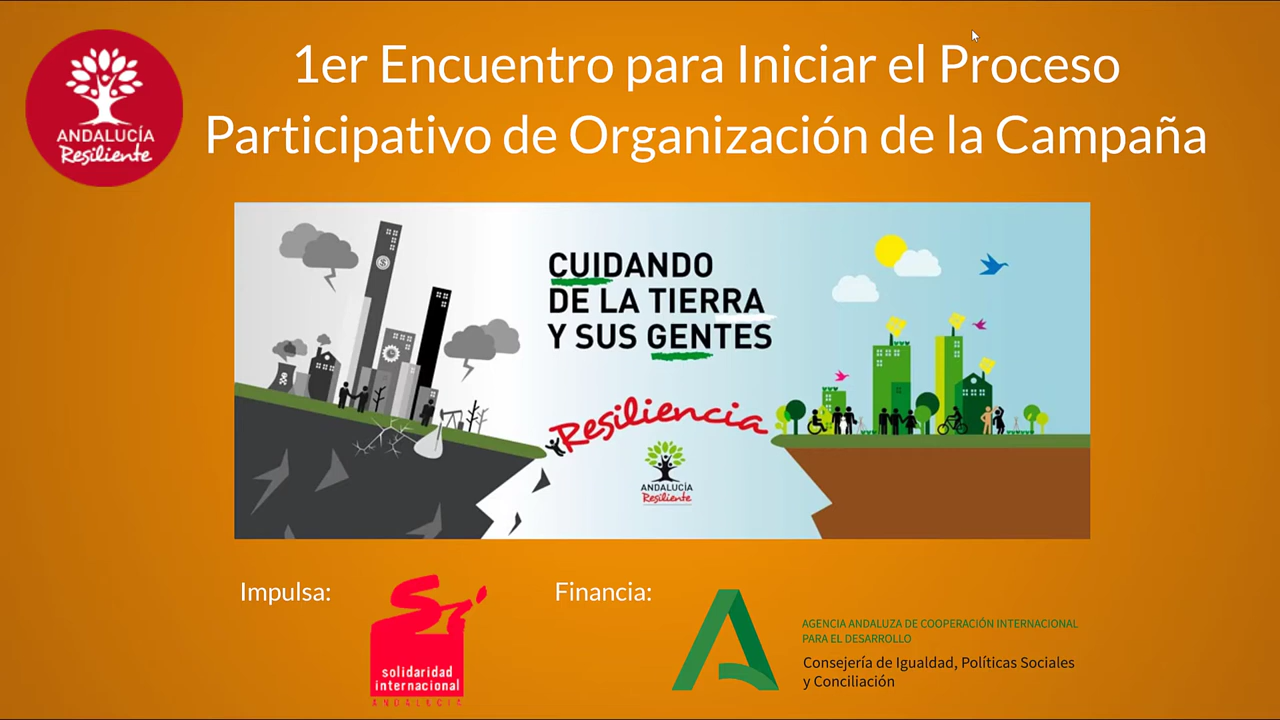 1er Encuentro para Iniciar el Proceso
Participativo de Organización de la Campaña
ANDALUCÍA
Resiliente
CUIDANDO
DE LA TIERRA
Y SUS GENTES
Resiliencia
ANDALUCÍA
Resiliente
Impulsa:
Sí
solidaridad
internacional
ANDALUCÍA
Financia:
AGENCIA ANDALUZA DE COOPERACIÓN INTERNACIONAL
PARA EL DESARROLLO
Consejería de Igualdad, Políticas Sociales
y Conciliación